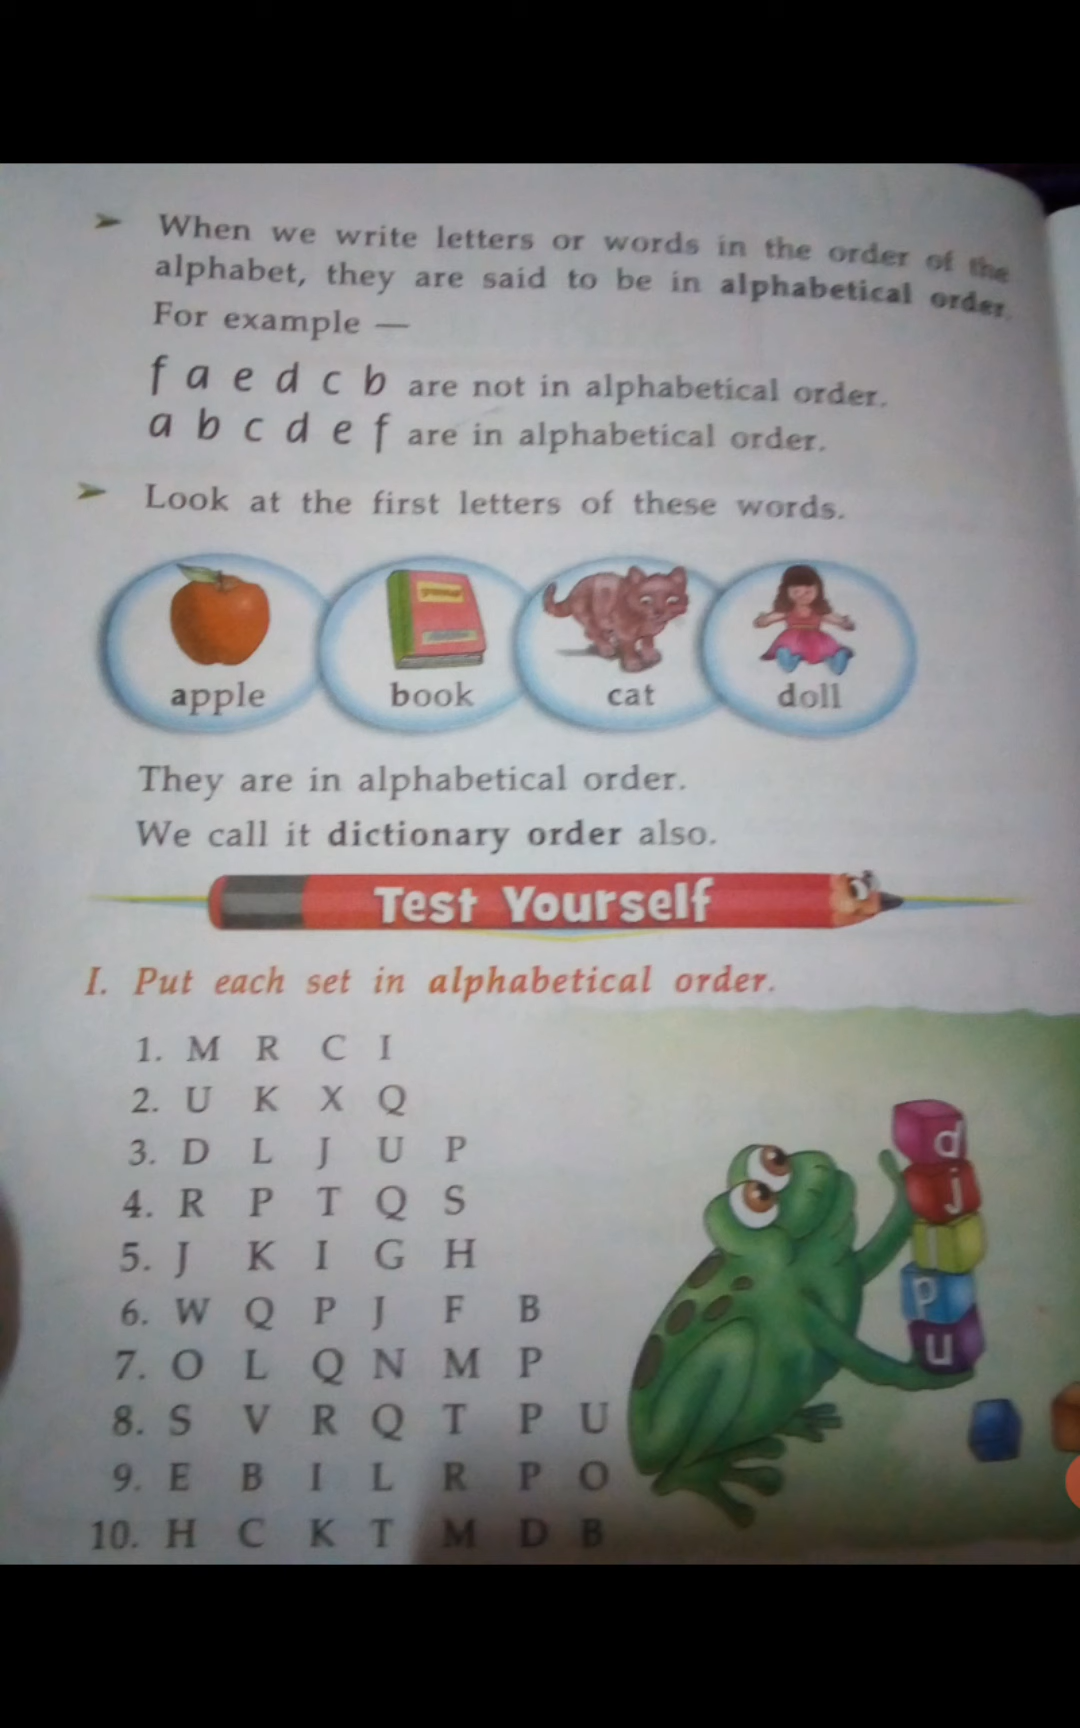 When we write letters or words in the order of the
alphabet, they are said to be in alphabetical order.
For example —
f a e d c b are not in alphabetical order.
a b c d e f are in alphabetical order.
Look at the first letters of these words.
apple book cat doll
They are in alphabetical order.
We call it dictionary order also.
Test Yourself
I. Put each set in alphabetical order.
1. M R C I
2. U K X Q
3. D L J U P
4. R P T Q S
5. J K I G H
6. W Q P J F B
7. O L Q N M P
8. S V R Q T P U
9. E B I L R P O
10. H C K T M D B
d
j
l
p
u